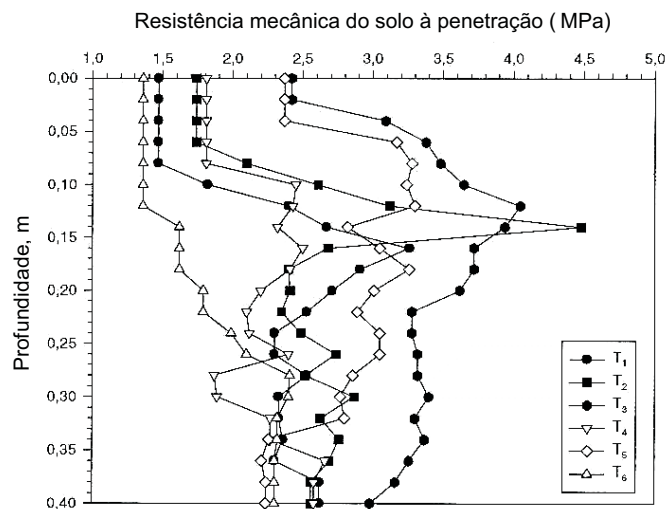 Resistência mecânica do solo à penetração ( MPa)
1,0 1,5 2,0 2,5 3,0 3,5 4,0 4,5 5,0
Profundidade, m
0,00
0,05
0,10
0,15
0,20
0,26
0,30
0,35
0,40
T1
T2
T3
T4
T5
T6